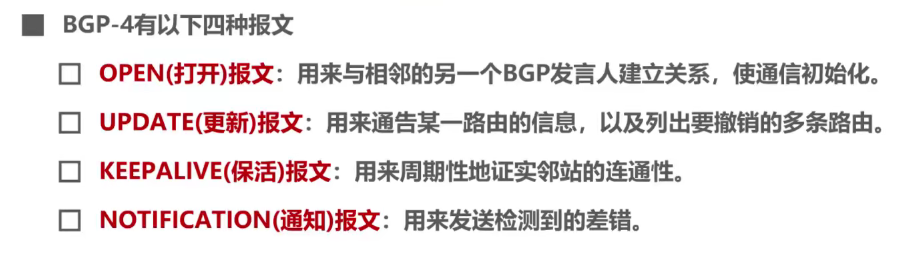 BGP-4有以下四种报文
OPEN(打开)报文：用来与相邻的另一个BGP发言人建立关系，使通信初始化。
UPDATE(更新)报文：用来通告某一路由的信息，以及列出要撤销的多条路由。
KEEPALIVE(保活)报文：用来周期性地证实邻站的连通性。
NOTIFICATION(通知)报文：用来发送检测到的差错。